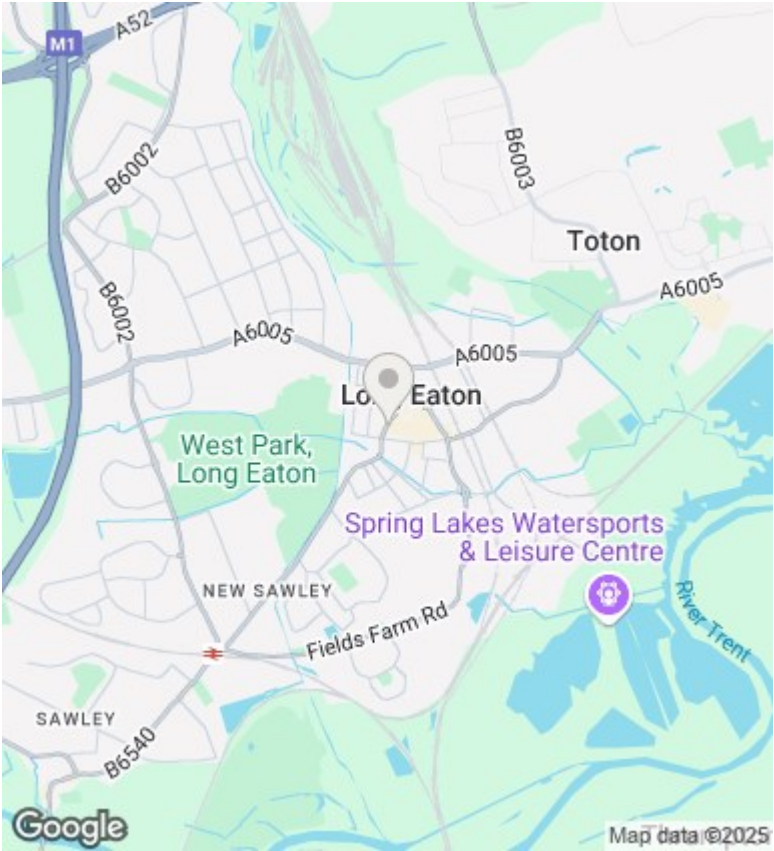 A52
M1
B6002
B6003
Toton
A6005
B6002
A6005
A6005
Long Eaton
West Park,
Long Eaton
Spring Lakes Watersports
& Leisure Centre
NEW SAWLEY
River Trent
Fields Farm Rd
SAWLEY
B6540
Google
Map data ©2025